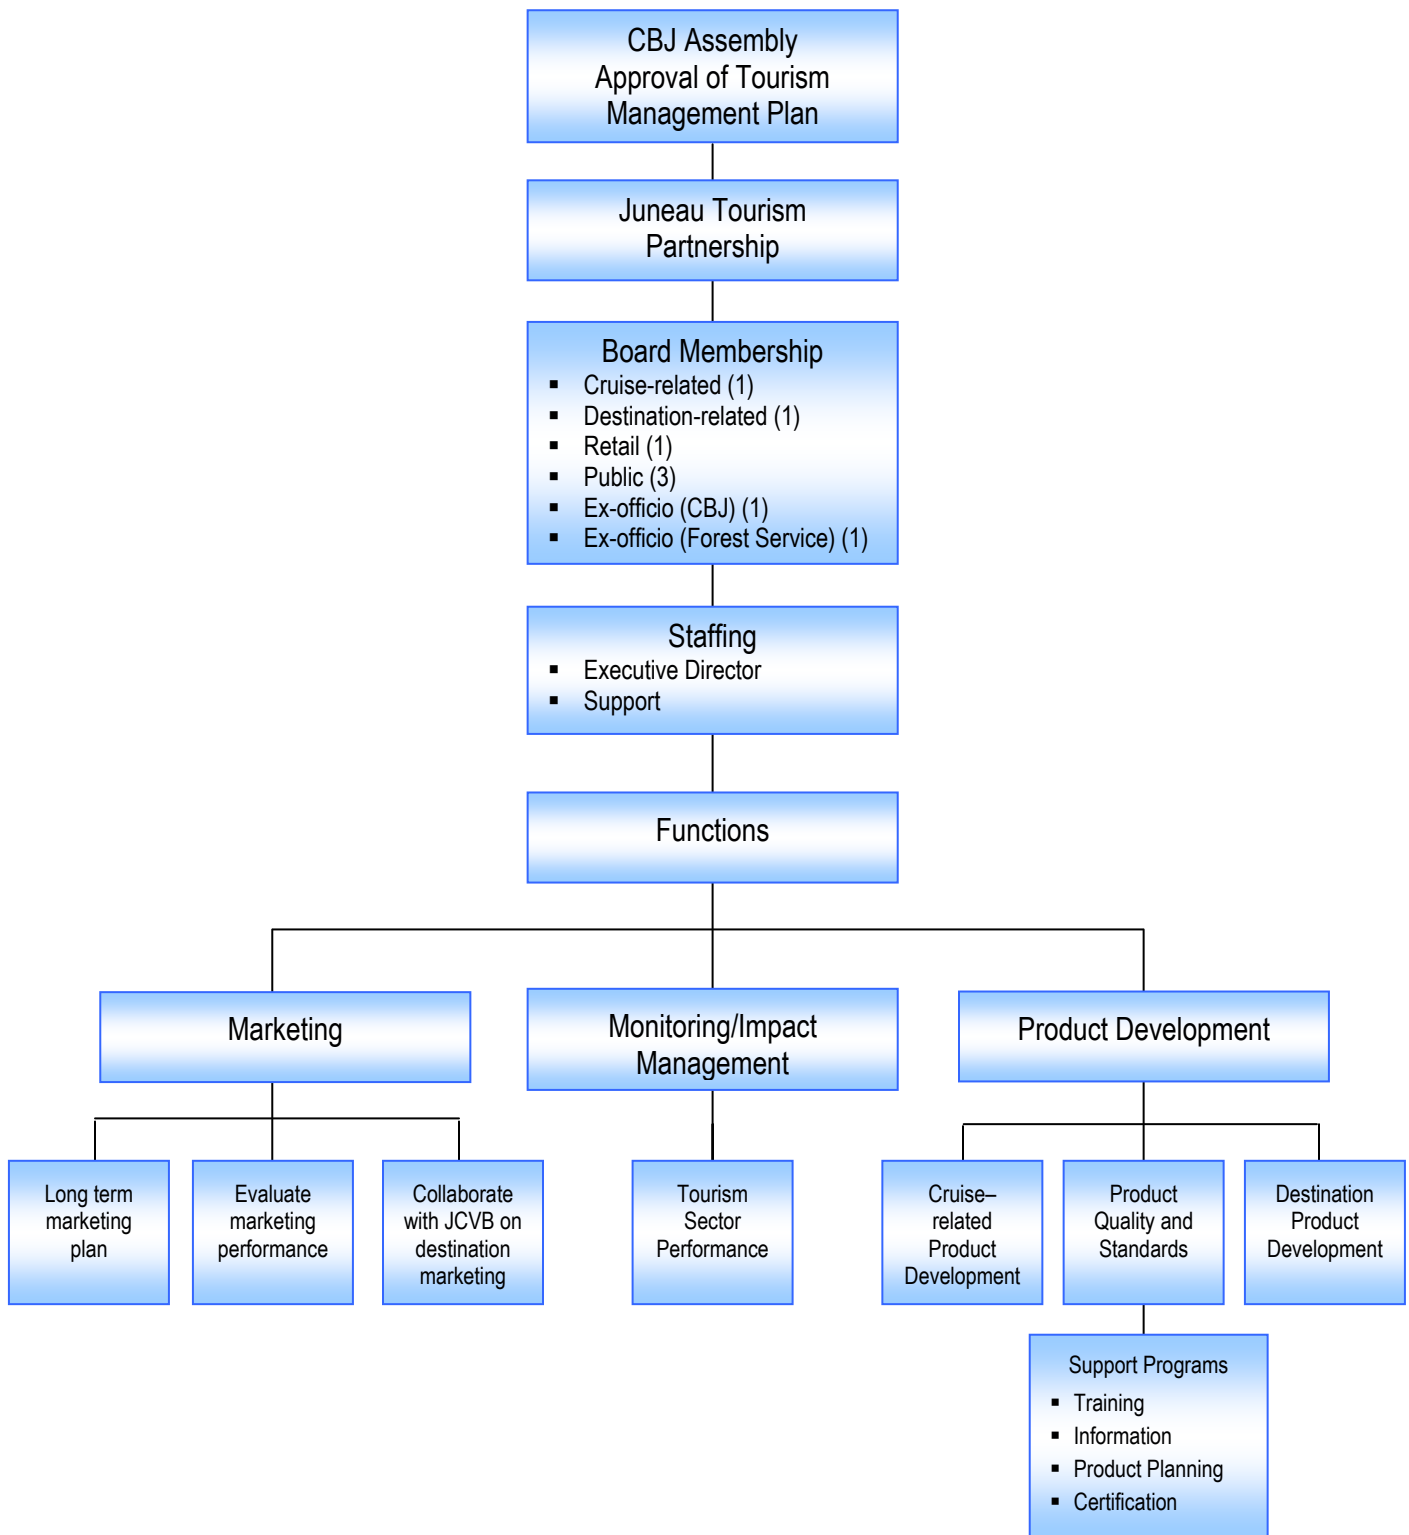 CBJ Assembly
Approval of Tourism
Management Plan
Juneau Tourism
Partnership
Board Membership
▪ Cruise-related (1)
▪ Destination-related (1)
▪ Retail (1)
▪ Public (3)
▪ Ex-officio (CBJ) (1)
▪ Ex-officio (Forest Service) (1)
Staffing
▪ Executive Director
▪ Support
Functions
Marketing
Monitoring/Impact
Management
Product Development
Long term
marketing
plan
Evaluate
marketing
performance
Collaborate
with JCVB on
destination
marketing
Tourism
Sector
Performance
Cruise–
related
Product
Development
Product
Quality and
Standards
Destination
Product
Development
Support Programs
▪ Training
▪ Information
▪ Product Planning
▪ Certification